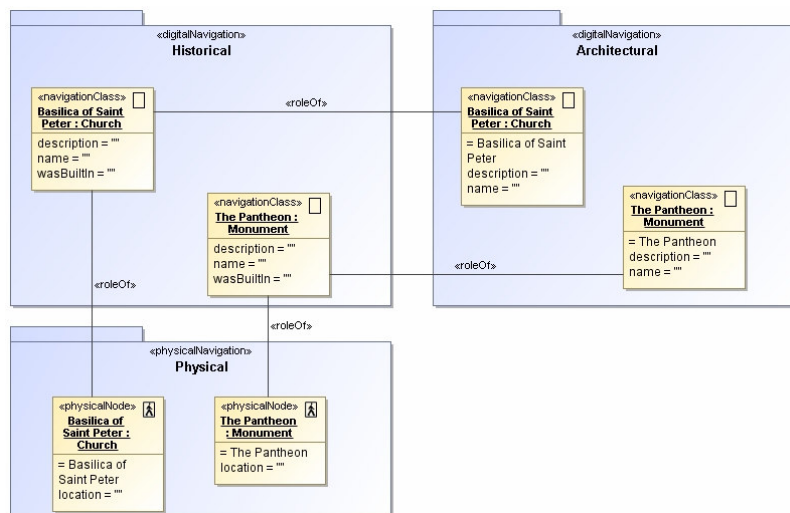 «digitalNavigation»
Historical
«navigationClass»
Basilica of Saint
Peter : Church
description = ""
name = ""
wasBuiltIn = ""
«roleOf»
«navigationClass»
The Pantheon :
Monument
description = ""
name = ""
wasBuiltIn = ""
«digitalNavigation»
Architectural
«navigationClass»
Basilica of Saint
Peter : Church
= Basilica of Saint
Peter
description = ""
name = ""
«navigationClass»
The Pantheon :
Monument
= The Pantheon
description = ""
name = ""
«roleOf»
«roleOf»
«roleOf»
«physicalNavigation»
Physical
«physicalNode»
Basilica of
Saint Peter :
Church
= Basilica of
Saint Peter
location = ""
«physicalNode»
The Pantheon
: Monument
= The Pantheon
location = ""